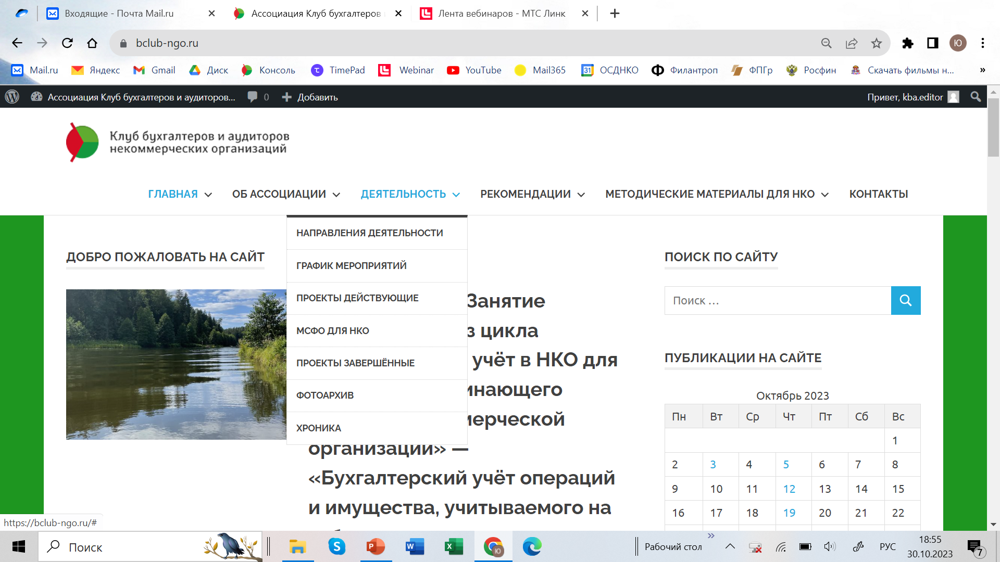 Входящие - Почта Mail.ru
Ассоциация Клуб бухгалтеров
Лента вебинаров - МТС Линк
bclub-ngo.ru
Ю
Mail.ru
Яндекс
Gmail
Диск
Консоль
TimePad
Webinar
YouTube
Mail365
31
ОСДНКО
Филантроп
ФПГр
Росфин
Скачать фильмы н...
»
Ассоциация Клуб бухгалтеров и аудиторов...
0
Добавить
Привет, kba.editor
Клуб бухгалтеров и аудиторов
некоммерческих организаций
ГЛАВНАЯ
ОБ АССОЦИАЦИИ
ДЕЯТЕЛЬНОСТЬ
РЕКОМЕНДАЦИИ
МЕТОДИЧЕСКИЕ МАТЕРИАЛЫ ДЛЯ НКО
КОНТАКТЫ
НАПРАВЛЕНИЯ ДЕЯТЕЛЬНОСТИ
ГРАФИК МЕРОПРИЯТИЙ
ПРОЕКТЫ ДЕЙСТВУЮЩИЕ
МСФО ДЛЯ НКО
ПРОЕКТЫ ЗАВЕРШЁННЫЕ
ФОТОАРХИВ
ХРОНИКА
ДОБРО ПОЖАЛОВАТЬ НА САЙТ
Занятие
з цикла
учёт в НКО для
инающего
мерческой
организации» —
«Бухгалтерский учёт операций
и имущества, учитываемого на
ПОИСК ПО САЙТУ
Поиск …
ПУБЛИКАЦИИ НА САЙТЕ
Октябрь 2023
Пн Вт Ср Чт Пт Сб Вс
1
2 3 4 5 6 7 8
9 10 11 12 13 14 15
16 17 18 19 20 21 22
https://bclub-ngo.ru/#
Поиск
Ю
Рабочий стол
»
РУС
18:55
30.10.2023
7